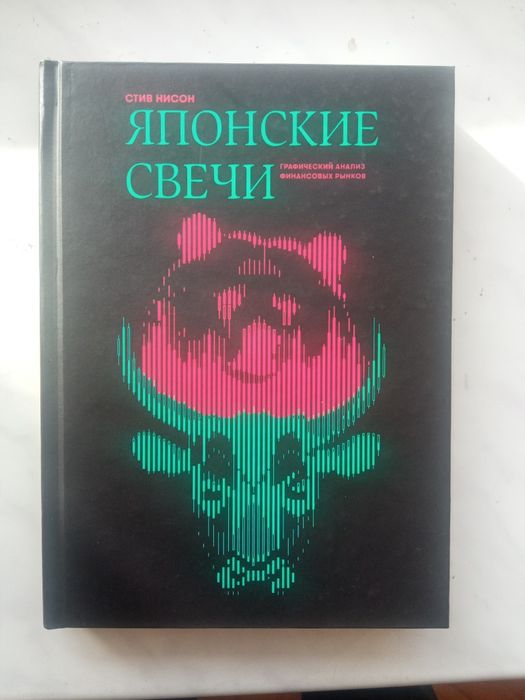 СТИВ НИСОН
ЯПОНСКИЕ
СВЕЧИ
ГРАФИЧЕСКИЙ АНАЛИЗ
ФИНАНСОВЫХ РЫНКОВ